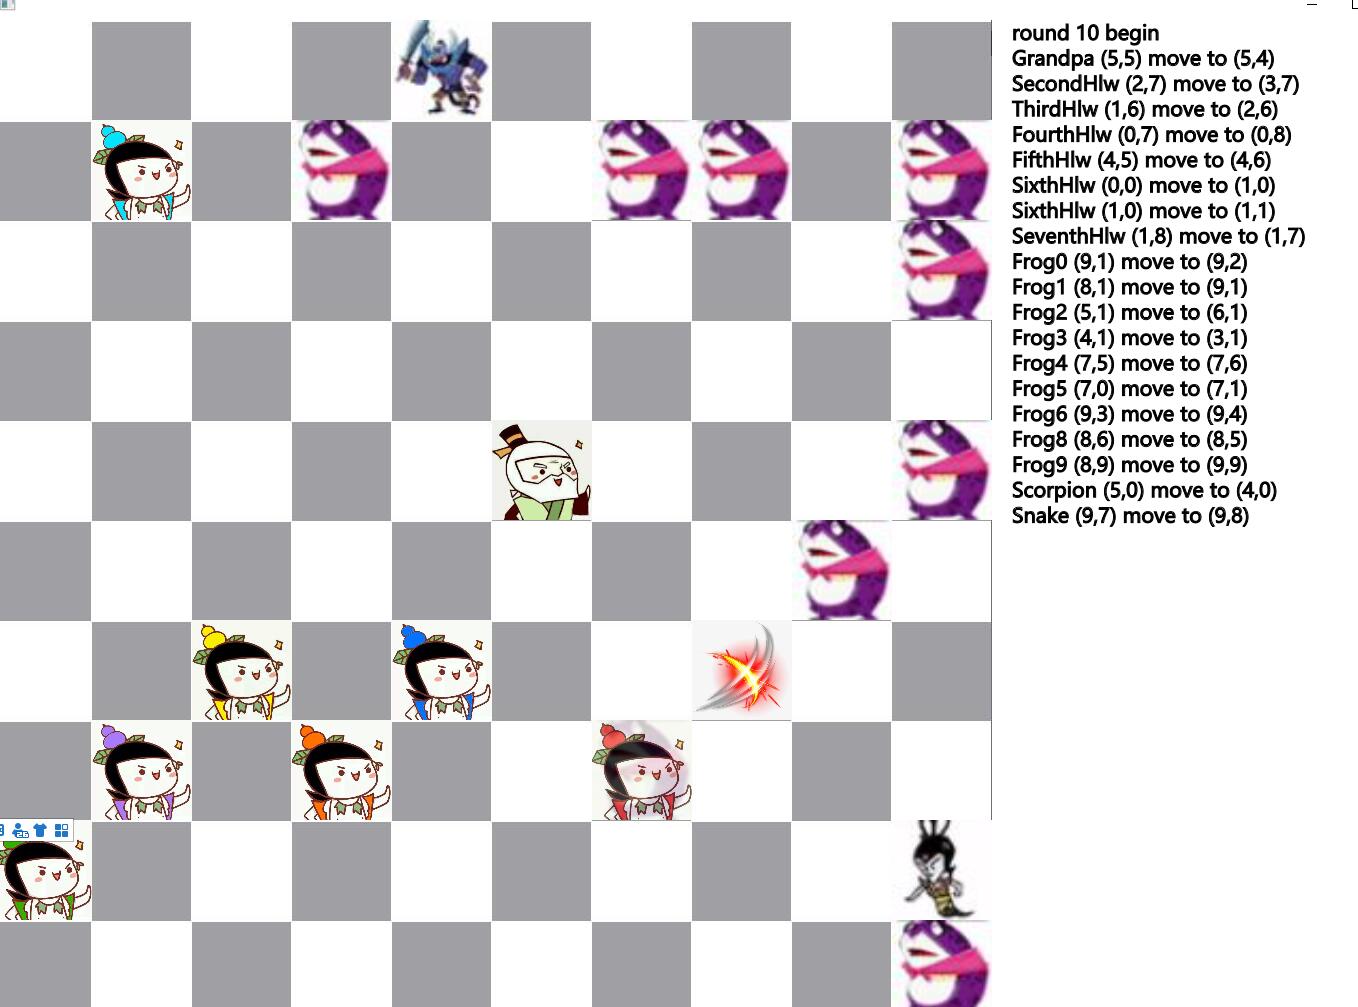 round 10 begin
Grandpa (5,5) move to (5,4)
SecondHlw (2,7) move to (3,7)
ThirdHlw (1,6) move to (2,6)
FourthHlw (0,7) move to (0,8)
FifthHlw (4,5) move to (4,6)
SixthHlw (0,0) move to (1,0)
SixthHlw (1,0) move to (1,1)
SeventhHlw (1,8) move to (1,7)
Frog0 (9,1) move to (9,2)
Frog1 (8,1) move to (9,1)
Frog2 (5,1) move to (6,1)
Frog3 (4,1) move to (3,1)
Frog4 (7,5) move to (7,6)
Frog5 (7,0) move to (7,1)
Frog6 (9,3) move to (9,4)
Frog8 (8,6) move to (8,5)
Frog9 (8,9) move to (9,9)
Scorpion (5,0) move to (4,0)
Snake (9,7) move to (9,8)